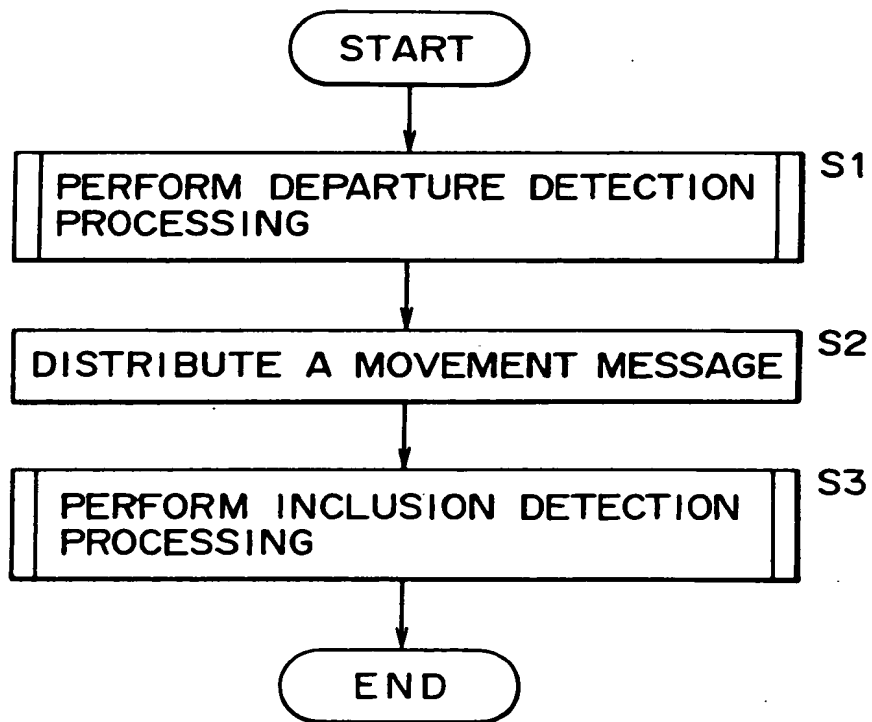 START
PERFORM DEPARTURE DETECTION
PROCESSING
S1
DISTRIBUTE A MOVEMENT MESSAGE
S2
PERFORM INCLUSION DETECTION
PROCESSING
S3
END